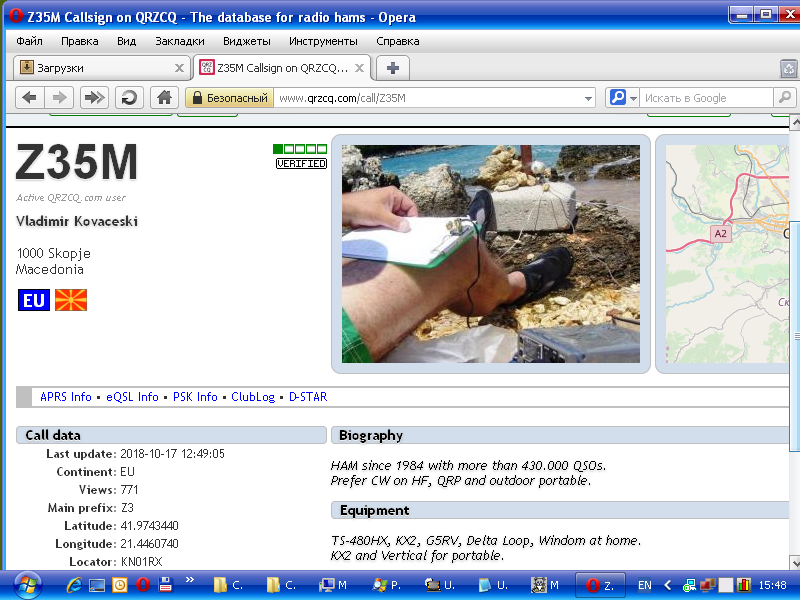 Z35M Callsign on QRZCQ - The database for radio hams - Opera
Файл Правка Вид Закладки Виджеты Инструменты Справка
Загрузки
QRZ CQ Z35M Callsign on QRZCQ...
Безопасный www.qrzcq.com/call/Z35M Искать в Google
Z35M
VERIFIED
Active QRZCQ.com user
Vladimir Kovaceski
1000 Skopje
Macedonia
EU
A2
APRS Info • eQSL Info • PSK Info • ClubLog • D-STAR
Call data
Last update: 2018-10-17 12:49:05
Continent: EU
Views: 771
Main prefix: Z3
Latitude: 41.9743440
Longitude: 21.4460740
Locator: KN01RX
Biography
HAM since 1984 with more than 430.000 QSOs.
Prefer CW on HF, QRP and outdoor portable.
Equipment
TS-480HX, KX2, G5RV, Delta Loop, Windom at home.
KX2 and Vertical for portable.
C. C. M P. U. U. M Z. EN 15:48